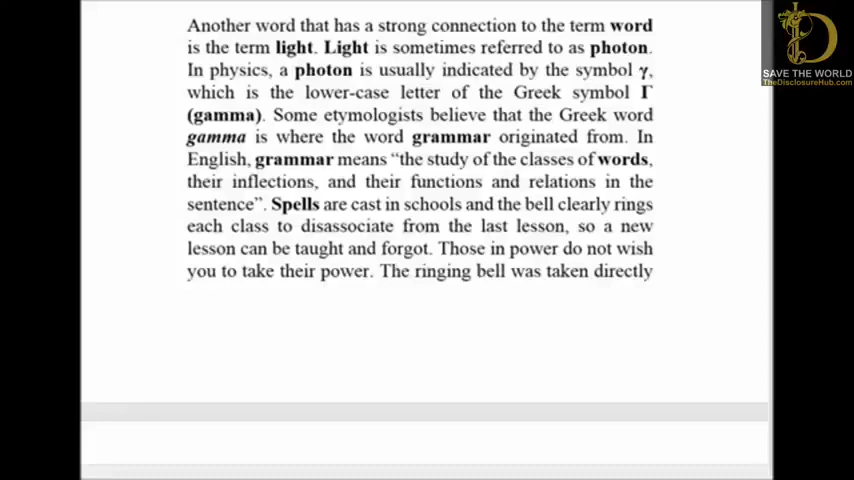 Another word that has a strong connection to the term word
is the term light. Light is sometimes referred to as photon.
In physics, a photon is usually indicated by the symbol γ,
which is the lower-case letter of the Greek symbol Γ
(gamma). Some etymologists believe that the Greek word
gamma is where the word grammar originated from. In
English, grammar means “the study of the classes of words,
their inflections, and their functions and relations in the
sentence”. Spells are cast in schools and the bell clearly rings
each class to disassociate from the last lesson, so a new
lesson can be taught and forgot. Those in power do not wish
you to take their power. The ringing bell was taken directly
D
SAVE THE WORLD
TheDisclosureHub.com